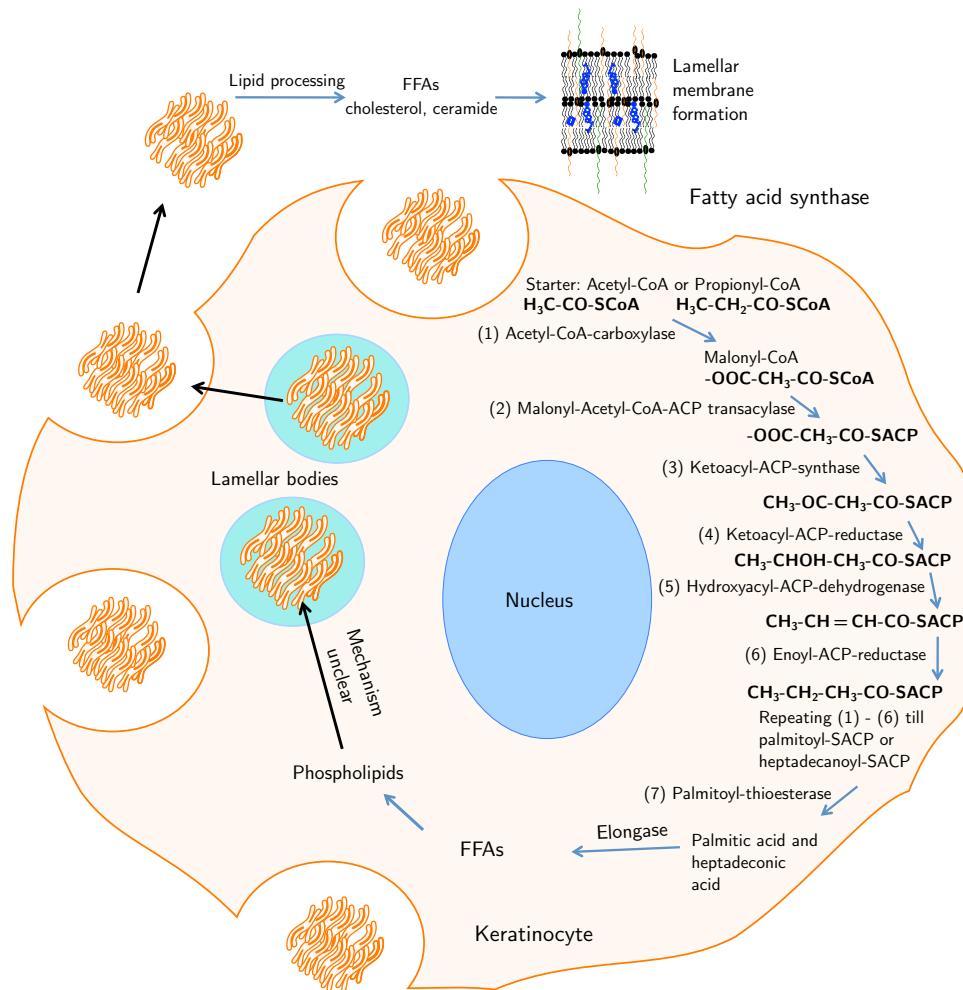 Lipid processing
FFAs
cholesterol, ceramide
Lamellar
membrane
formation
Fatty acid synthase
Starter: Acetyl-CoA or Propionyl-CoA
H₃C-CO-SCoA H₃C-CH₂-CO-SCoA
(1) Acetyl-CoA-carboxylase
Malonyl-CoA
-OOC-CH₃-CO-SCoA
(2) Malonyl-Acetyl-CoA-ACP transacylase
-OOC-CH₃-CO-SACP
(3) Ketoacyl-ACP-synthase
CH₃-OC-CH₃-CO-SACP
(4) Ketoacyl-ACP-reductase
CH₃-CHOH-CH₃-CO-SACP
(5) Hydroxyacyl-ACP-dehydrogenase
CH₃-CH = CH-CO-SACP
(6) Enoyl-ACP-reductase
CH₃-CH₂-CH₃-CO-SACP
Repeating (1) - (6) till
palmitoyl-SACP or
heptadecanoyl-SACP
(7) Palmitoyl-thioesterase
Palmitic acid and
heptadeconic
acid
Elongase
FFAs
Phospholipids
Mechanism
unclear
Lamellar bodies
Nucleus
Keratinocyte